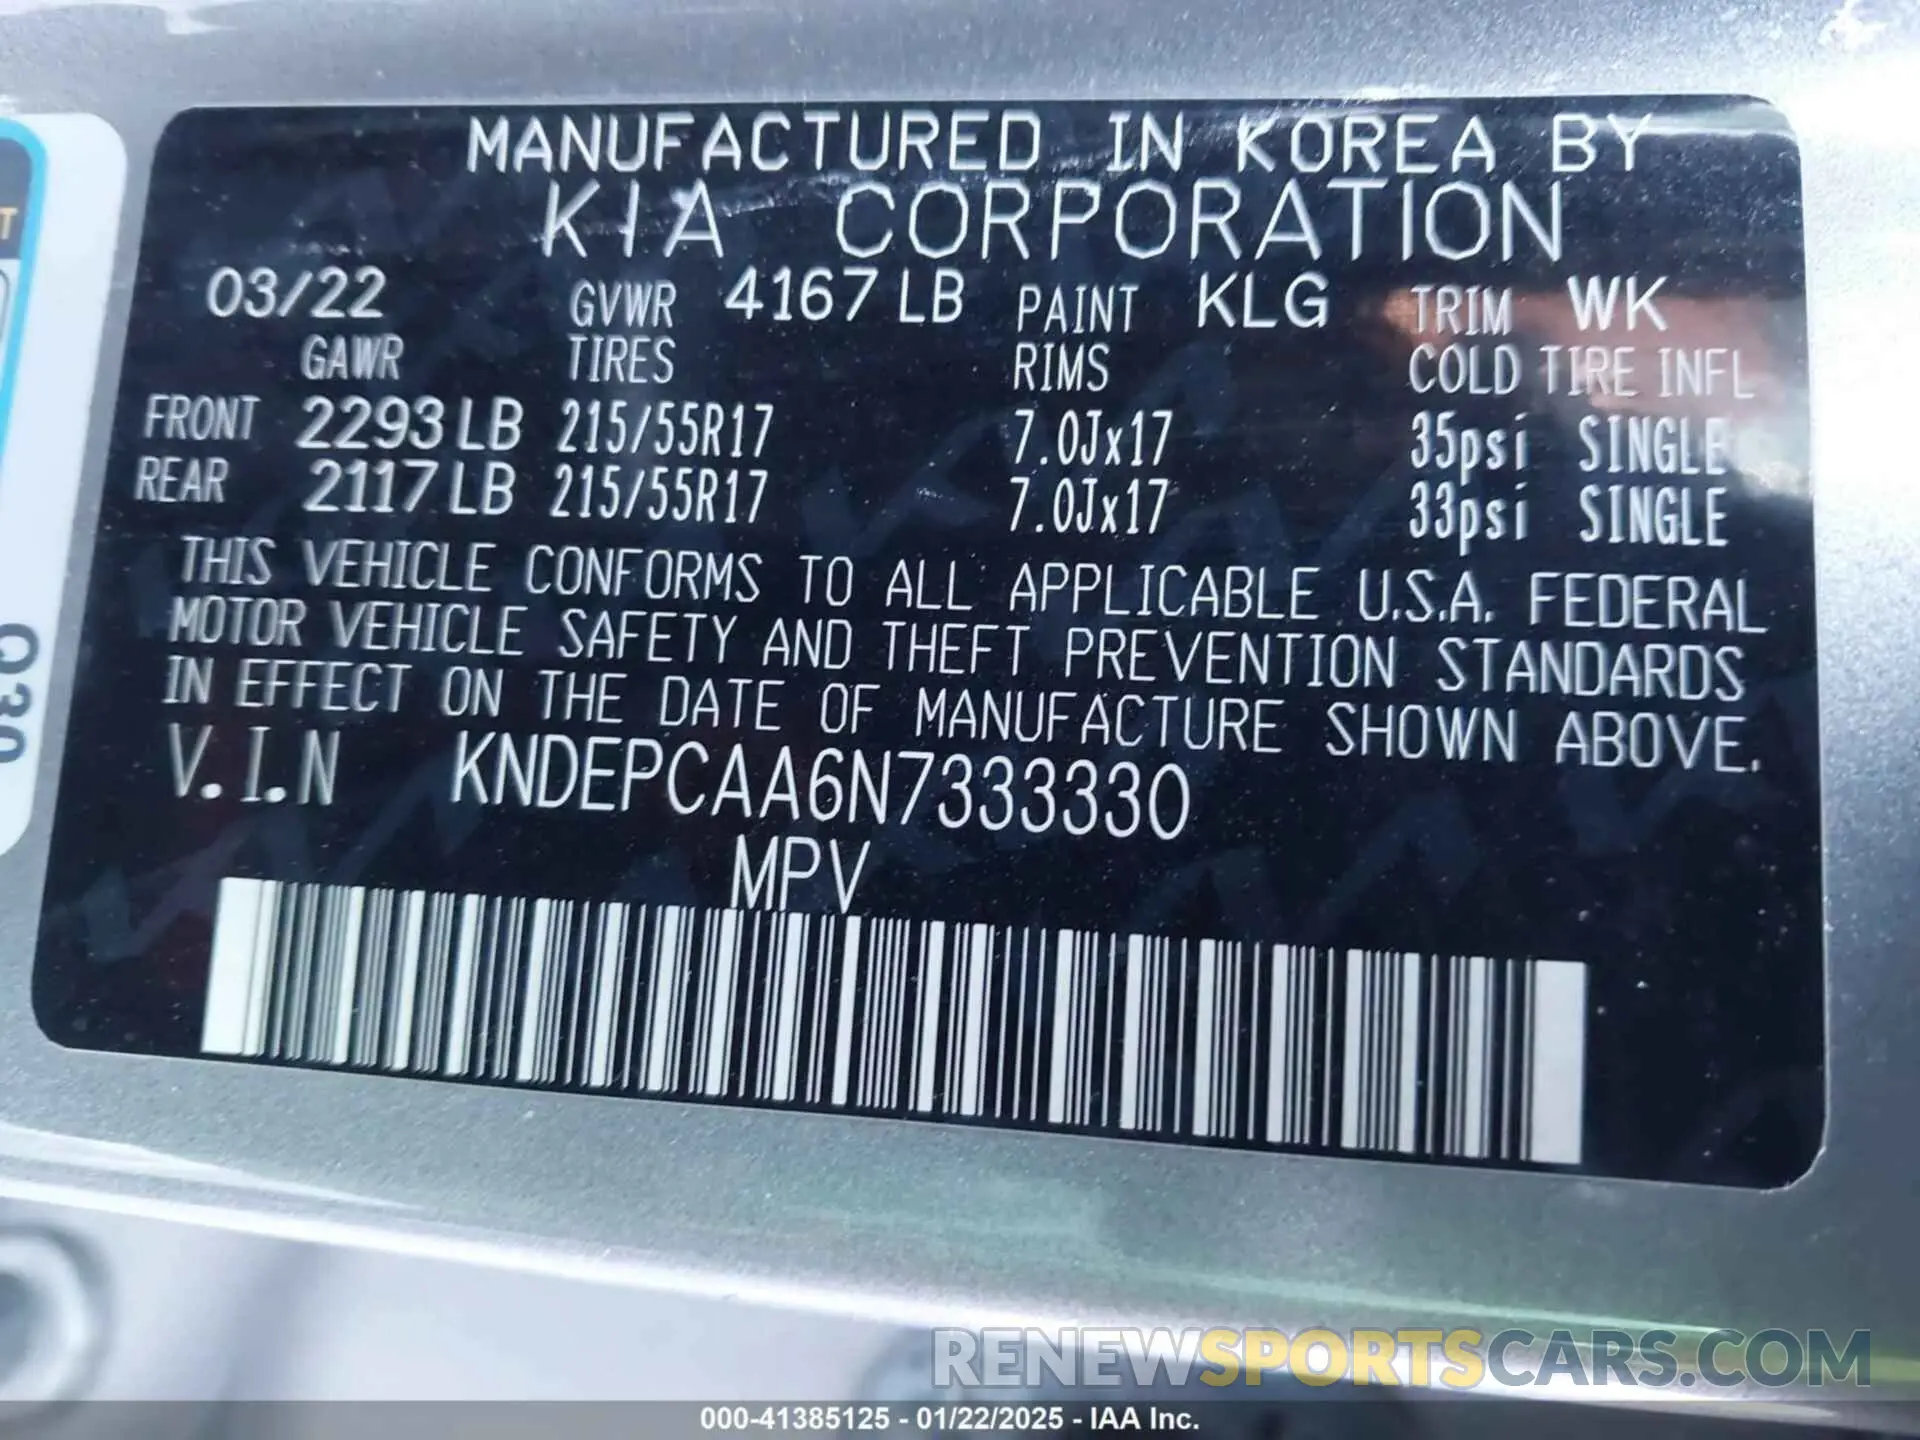 MANUFACTURED IN KOREA BY
KIA CORPORATION
03/22 GVWR 4167 LB PAINT KLG TRIM WK
GAWR TIRES RIMS COLD TIRE INFL
FRONT 2293 LB 215/55R17 7.0Jx17 35psi SINGLE
REAR 2117 LB 215/55R17 7.0Jx17 33psi SINGLE
THIS VEHICLE CONFORMS TO ALL APPLICABLE U.S.A. FEDERAL
MOTOR VEHICLE SAFETY AND THEFT PREVENTION STANDARDS
IN EFFECT ON THE DATE OF MANUFACTURE SHOWN ABOVE.
V.I.N KNDEPCAA6N7333330
MPV
RENEWSPORTSCARS.COM
000-41385125 - 01/22/2025 - IAA Inc.